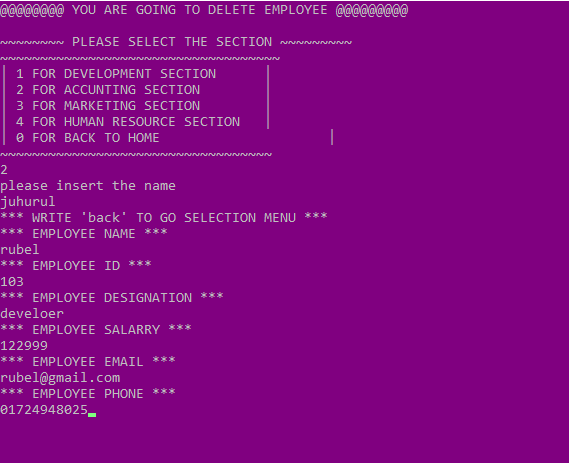 @@@@@@@@ YOU ARE GOING TO DELETE EMPLOYEE @@@@@@@@@
~~~~~~~~ PLEASE SELECT THE SECTION ~~~~~~~~~
~~~~~~~~~~~~~~~~~~~~~~~~~~~~~~~~~~~
| 1 FOR DEVELOPMENT SECTION |
| 2 FOR ACCUNTING SECTION |
| 3 FOR MARKETING SECTION |
| 4 FOR HUMAN RESOURCE SECTION |
| 0 FOR BACK TO HOME |
~~~~~~~~~~~~~~~~~~~~~~~~~~~~~~~~~~
2
please insert the name
juhurul
*** WRITE 'back' TO GO SELECTION MENU ***
*** EMPLOYEE NAME ***
rubel
*** EMPLOYEE ID ***
103
*** EMPLOYEE DESIGNATION ***
develoer
*** EMPLOYEE SALARRY ***
122999
*** EMPLOYEE EMAIL ***
rubel@gmail.com
*** EMPLOYEE PHONE ***
01724948025